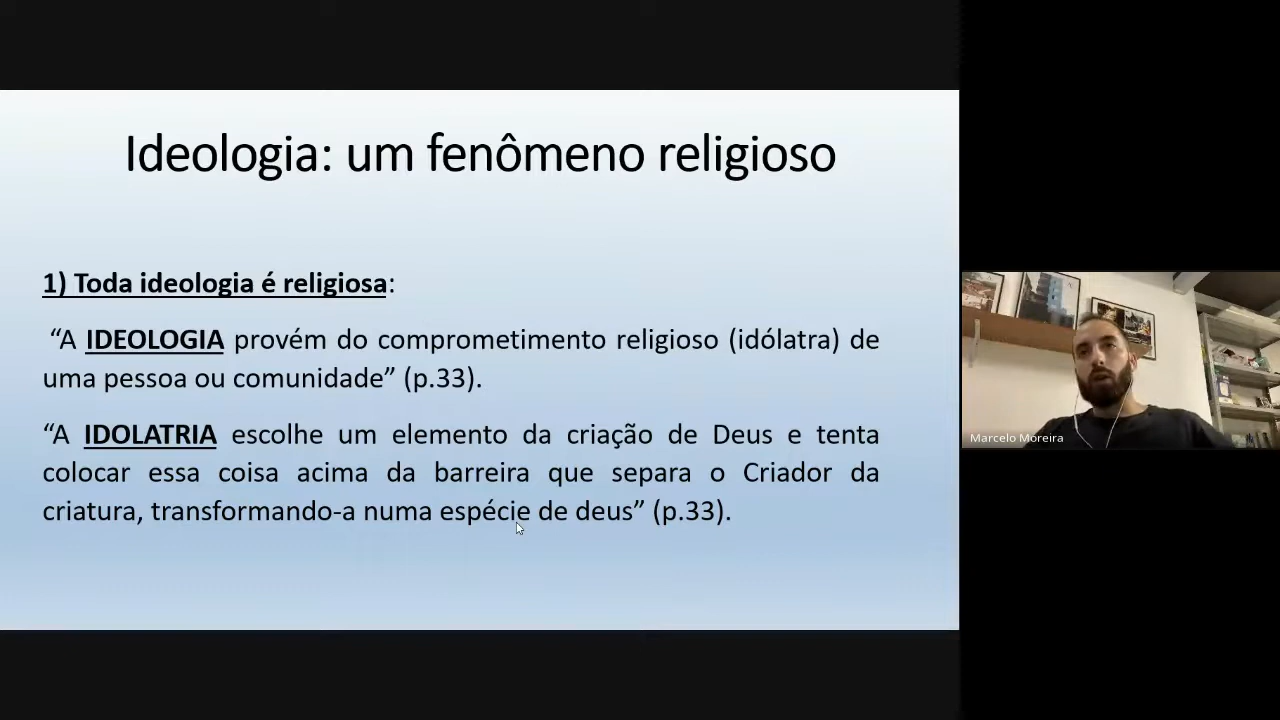 Ideologia: um fenômeno religioso
1) Toda ideologia é religiosa:
“A IDEOLOGIA provém do comprometimento religioso (idólatra) de
uma pessoa ou comunidade” (p.33).
“A IDOLATRIA escolhe um elemento da criação de Deus e tenta
colocar essa coisa acima da barreira que separa o Criador da
criatura, transformando-a numa espécie de deus” (p.33).
Marcelo Moreira